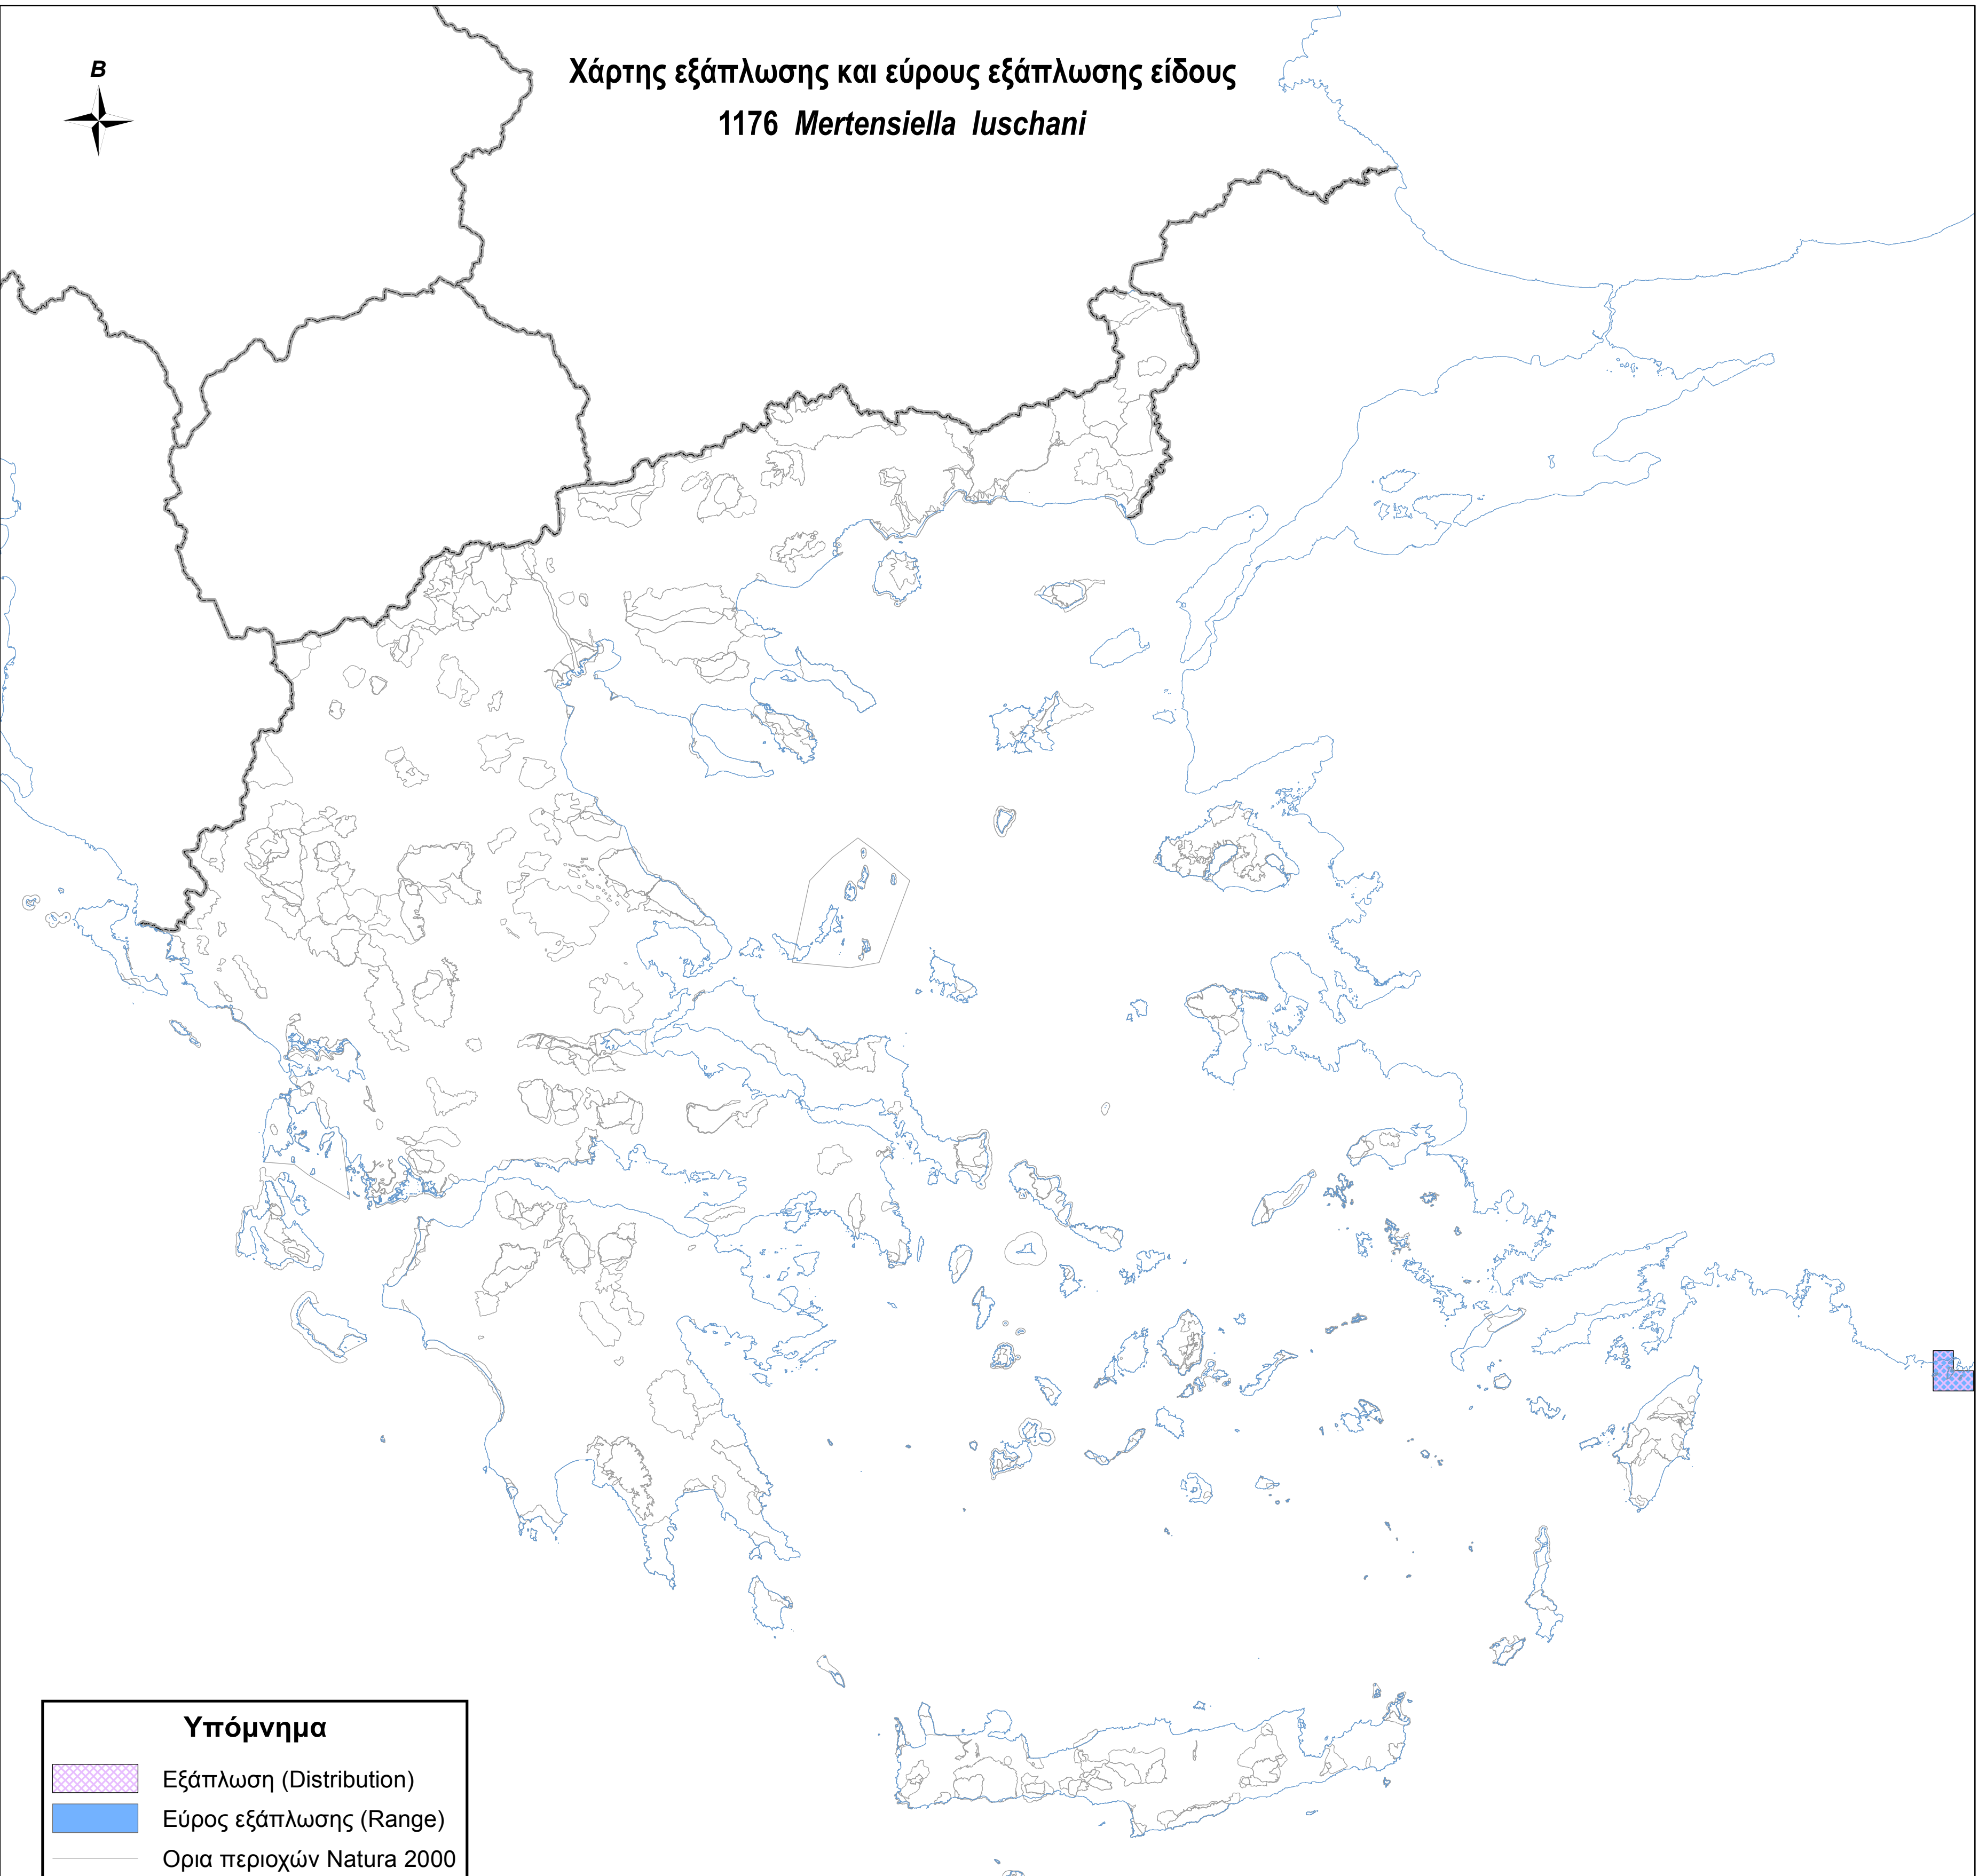 Β
Χάρτης εξάπλωσης και εύρους εξάπλωσης είδους
1176 Mertensiella luschani
Υπόμνημα
Εξάπλωση (Distribution)
Εύρος εξάπλωσης (Range)
Ορια περιοχών Natura 2000